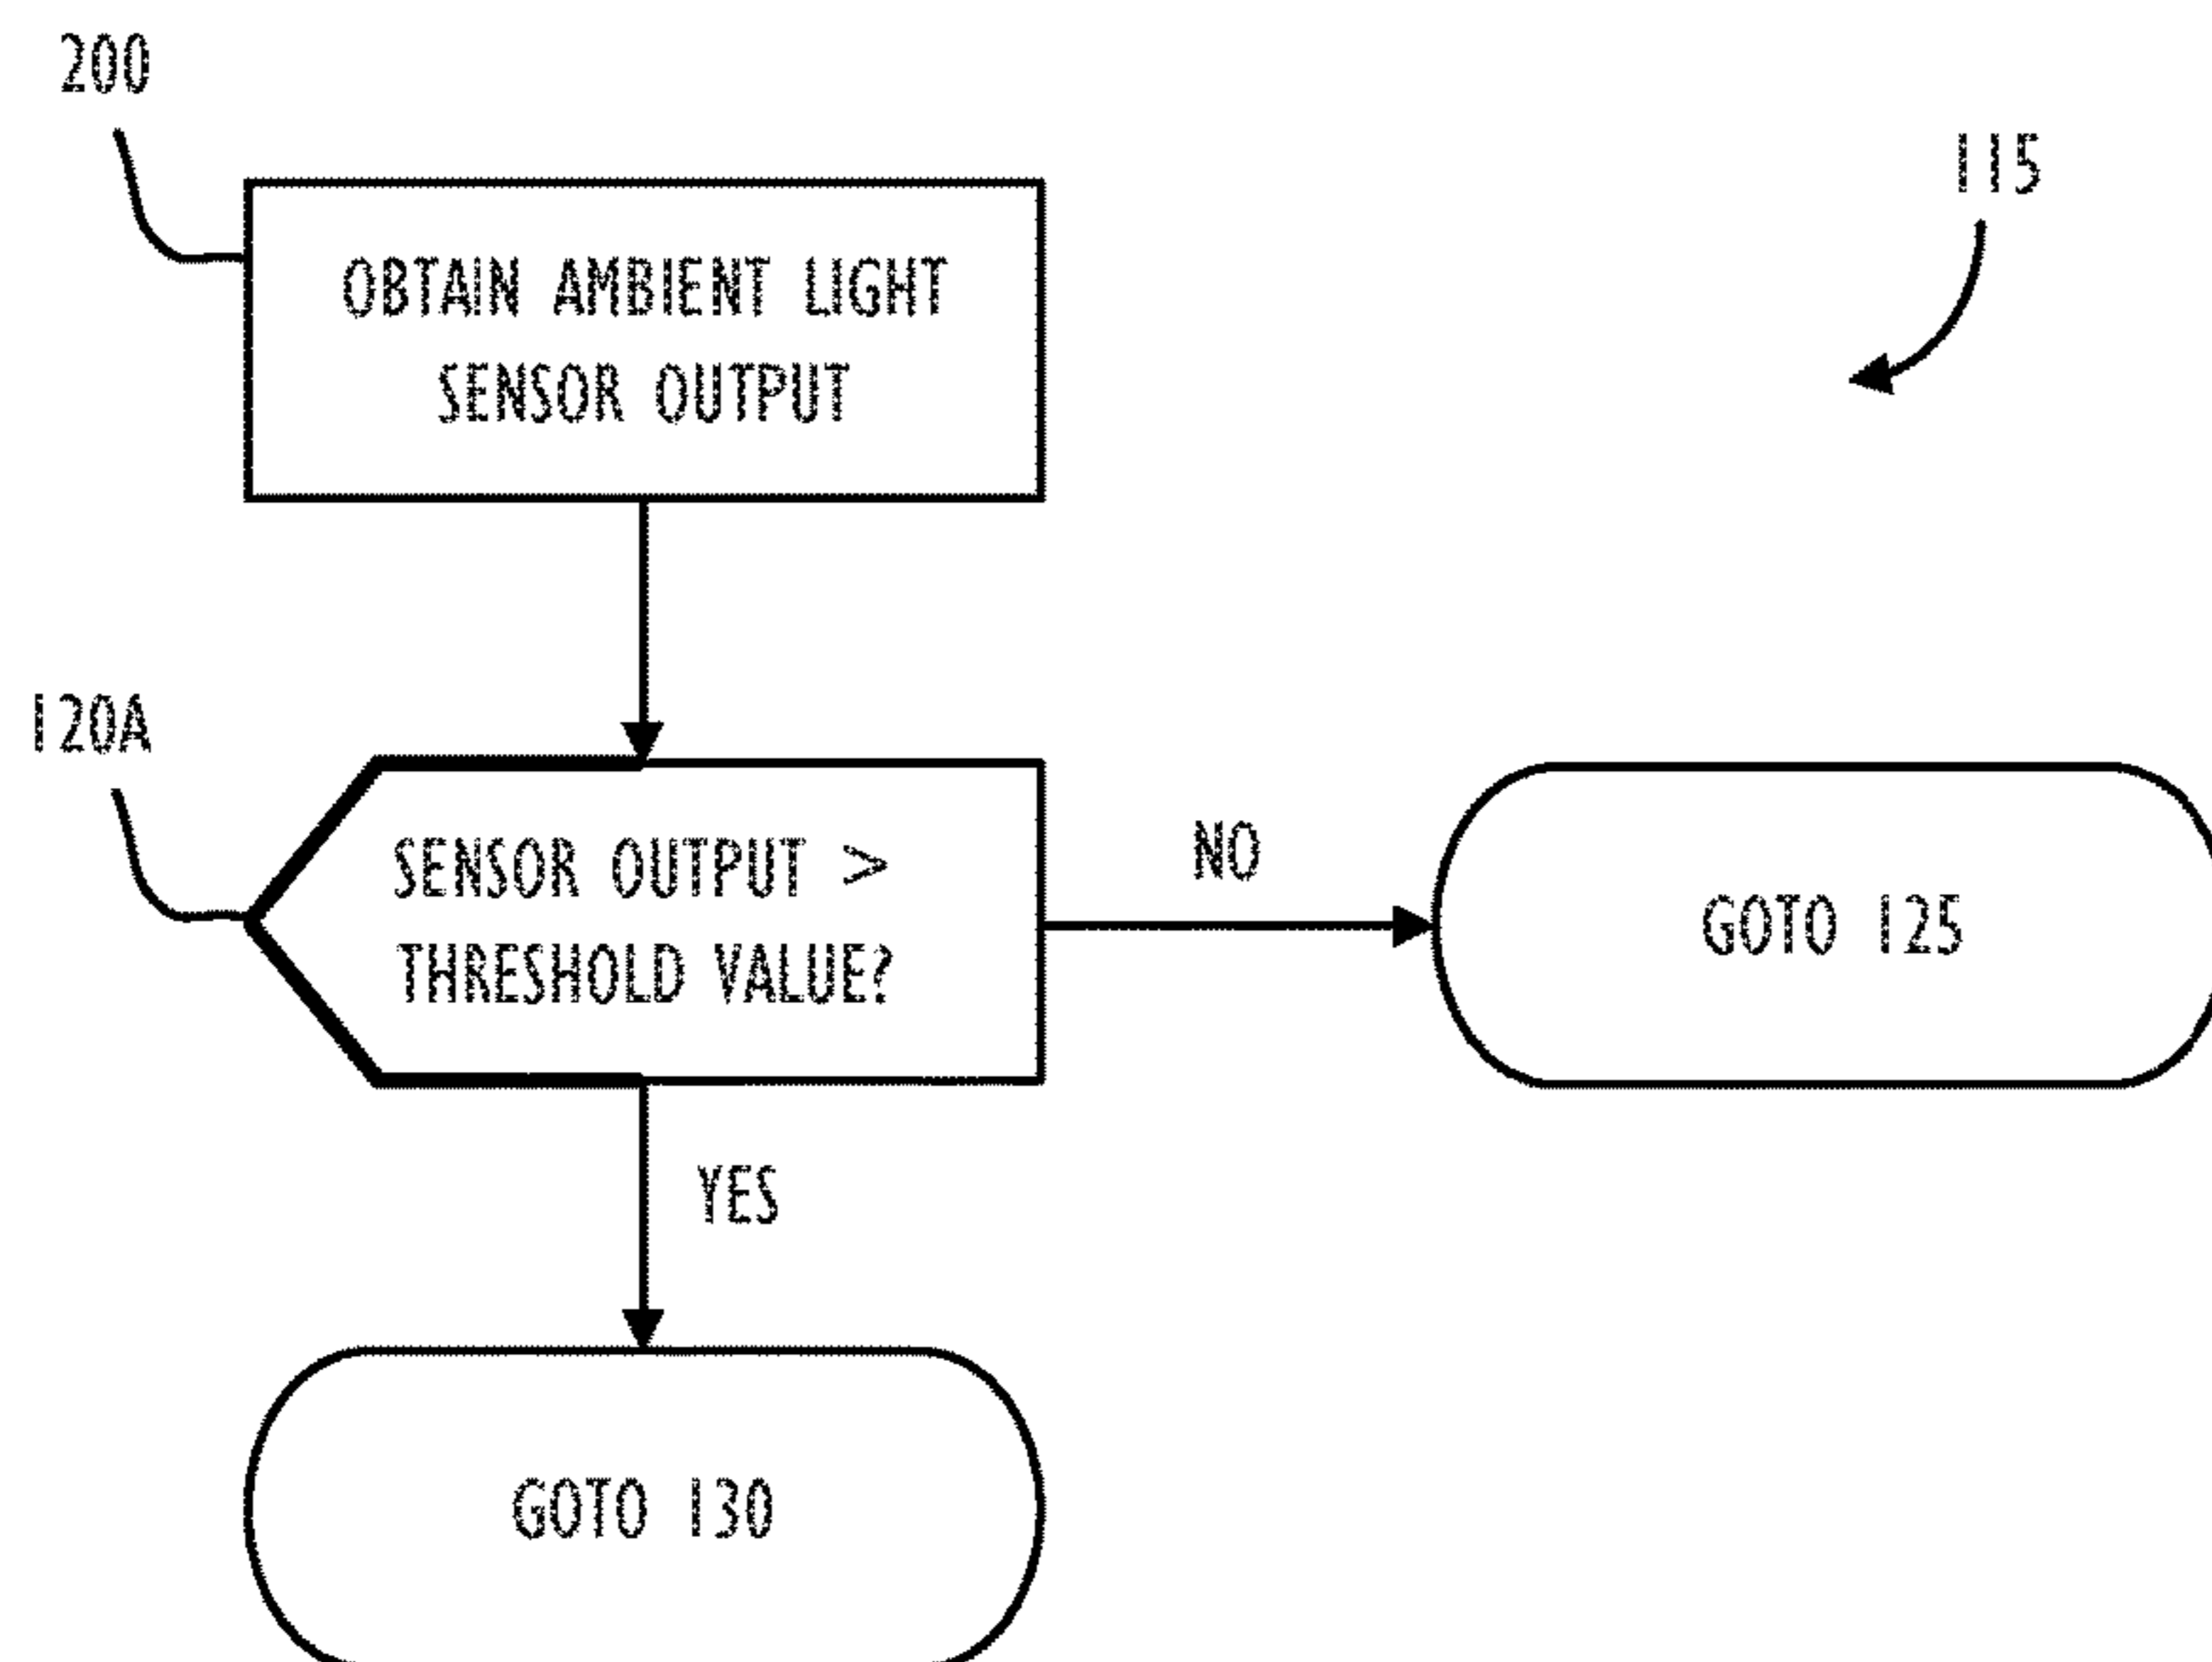 200
115
OBTAIN AMBIENT LIGHT
SENSOR OUTPUT
120A
SENSOR OUTPUT >
THRESHOLD VALUE?
NO
GOTO 125
YES
GOTO 130